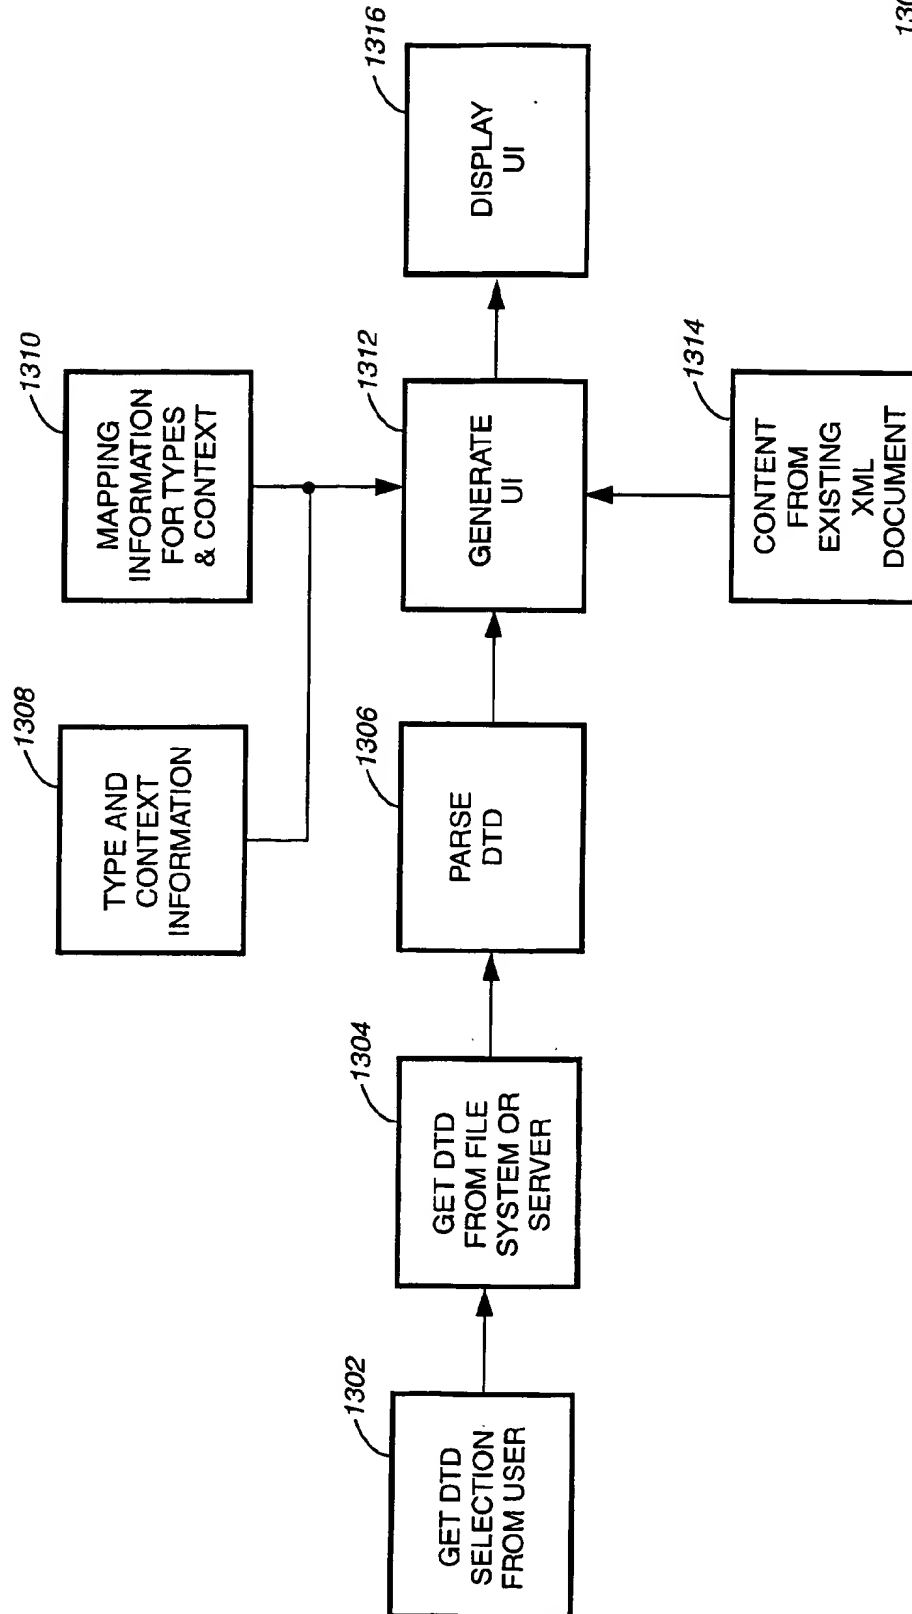 1308
TYPE AND
CONTEXT
INFORMATION
1310
MAPPING
INFORMATION
FOR TYPES
& CONTEXT
1302
GET DTD
SELECTION
FROM USER
1304
GET DTD
FROM FILE
SYSTEM OR
SERVER
1306
PARSE
DTD
1312
GENERATE
UI
1316
DISPLAY
UI
1314
CONTENT
FROM
EXISTING
XML
DOCUMENT